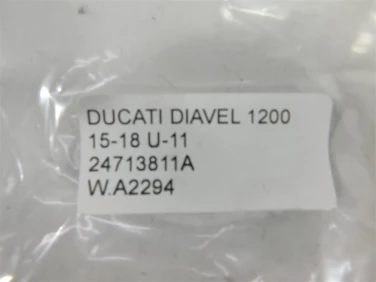 DUCATI DIAVEL 1200
15-18 U-11
24713811A
W.A2294